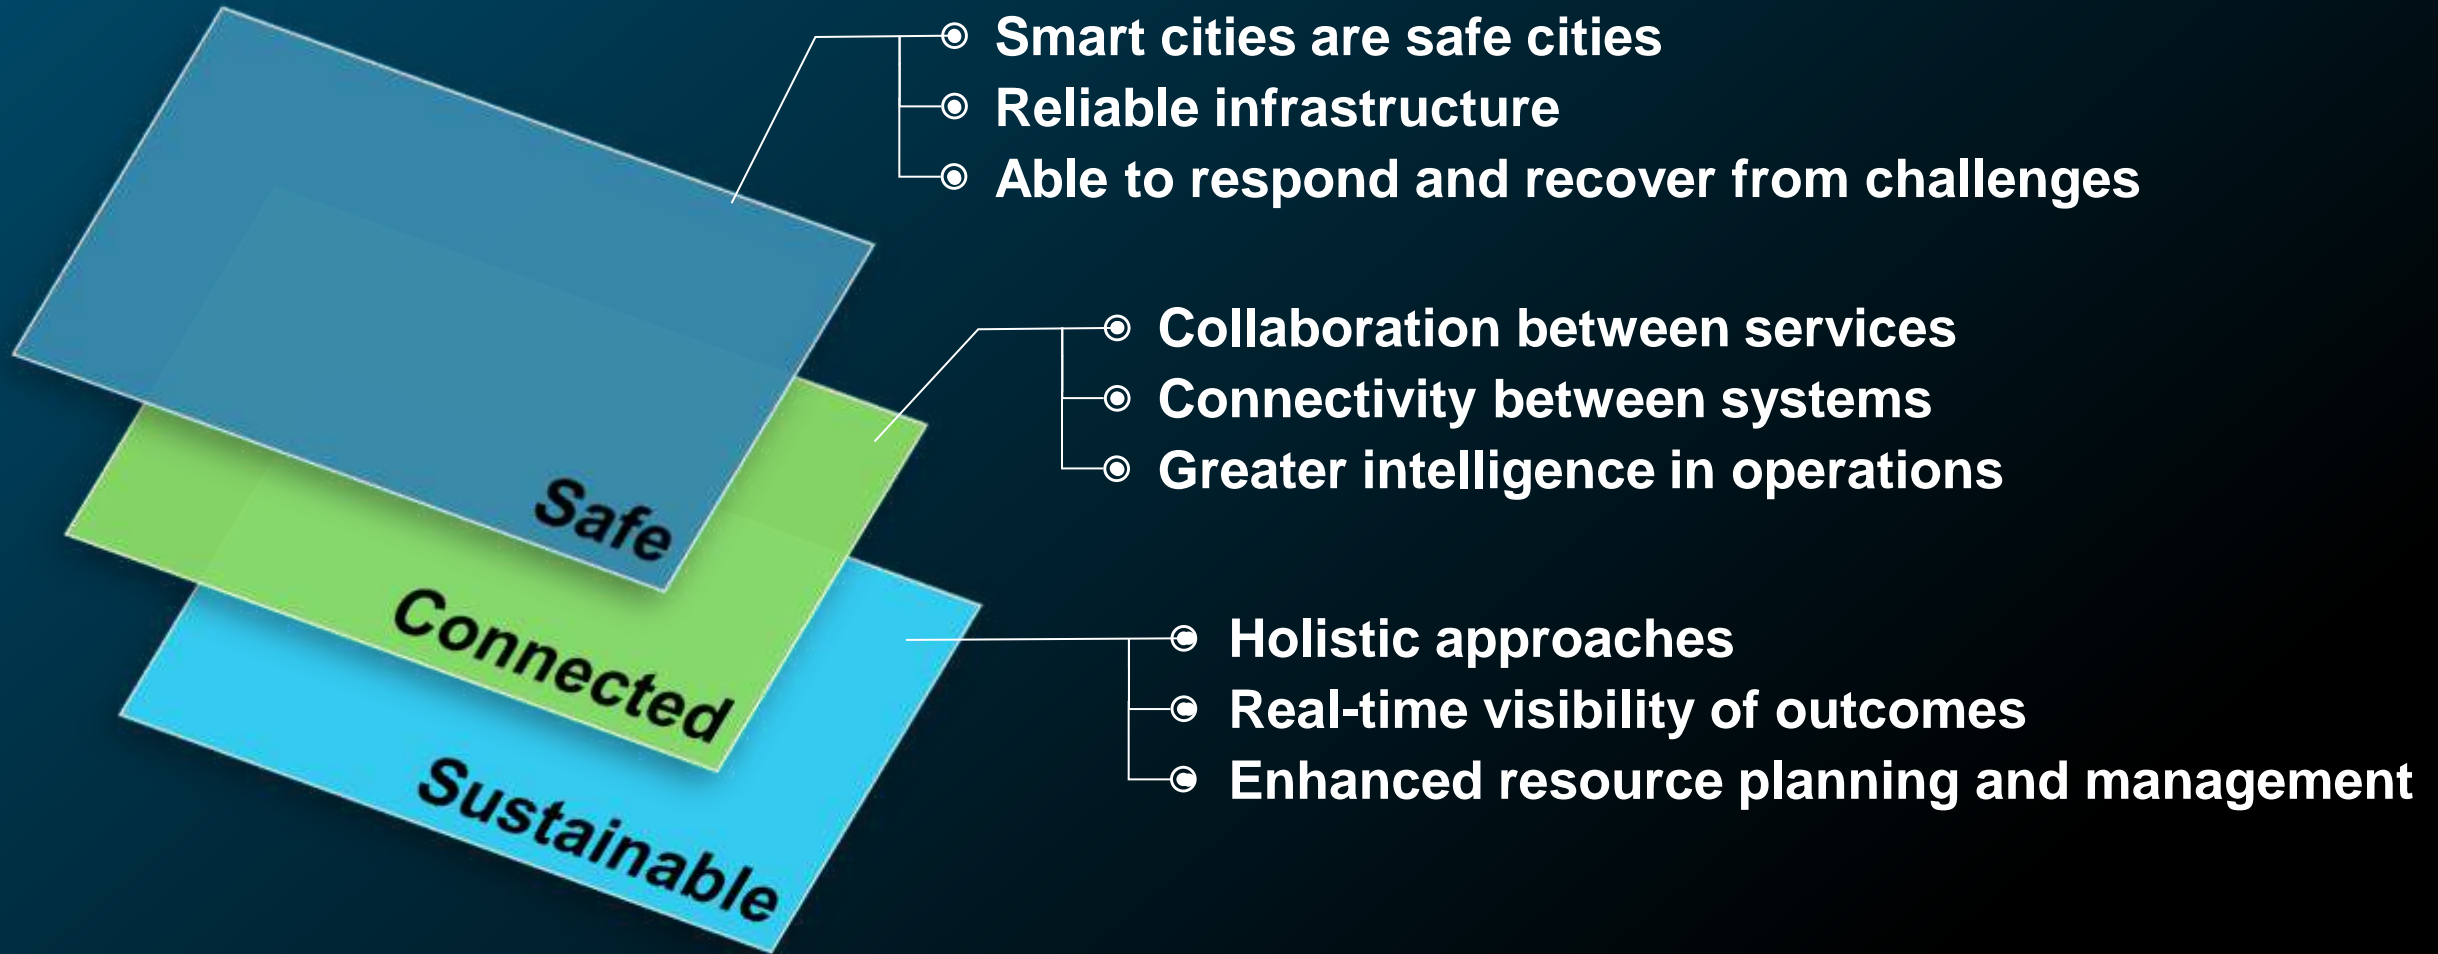 Smart cities are safe cities
Reliable infrastructure
Able to respond and recover from challenges
Safe
Collaboration between services
Connectivity between systems
Greater intelligence in operations
Connected
Holistic approaches
Real-time visibility of outcomes
Enhanced resource planning and management
Sustainable